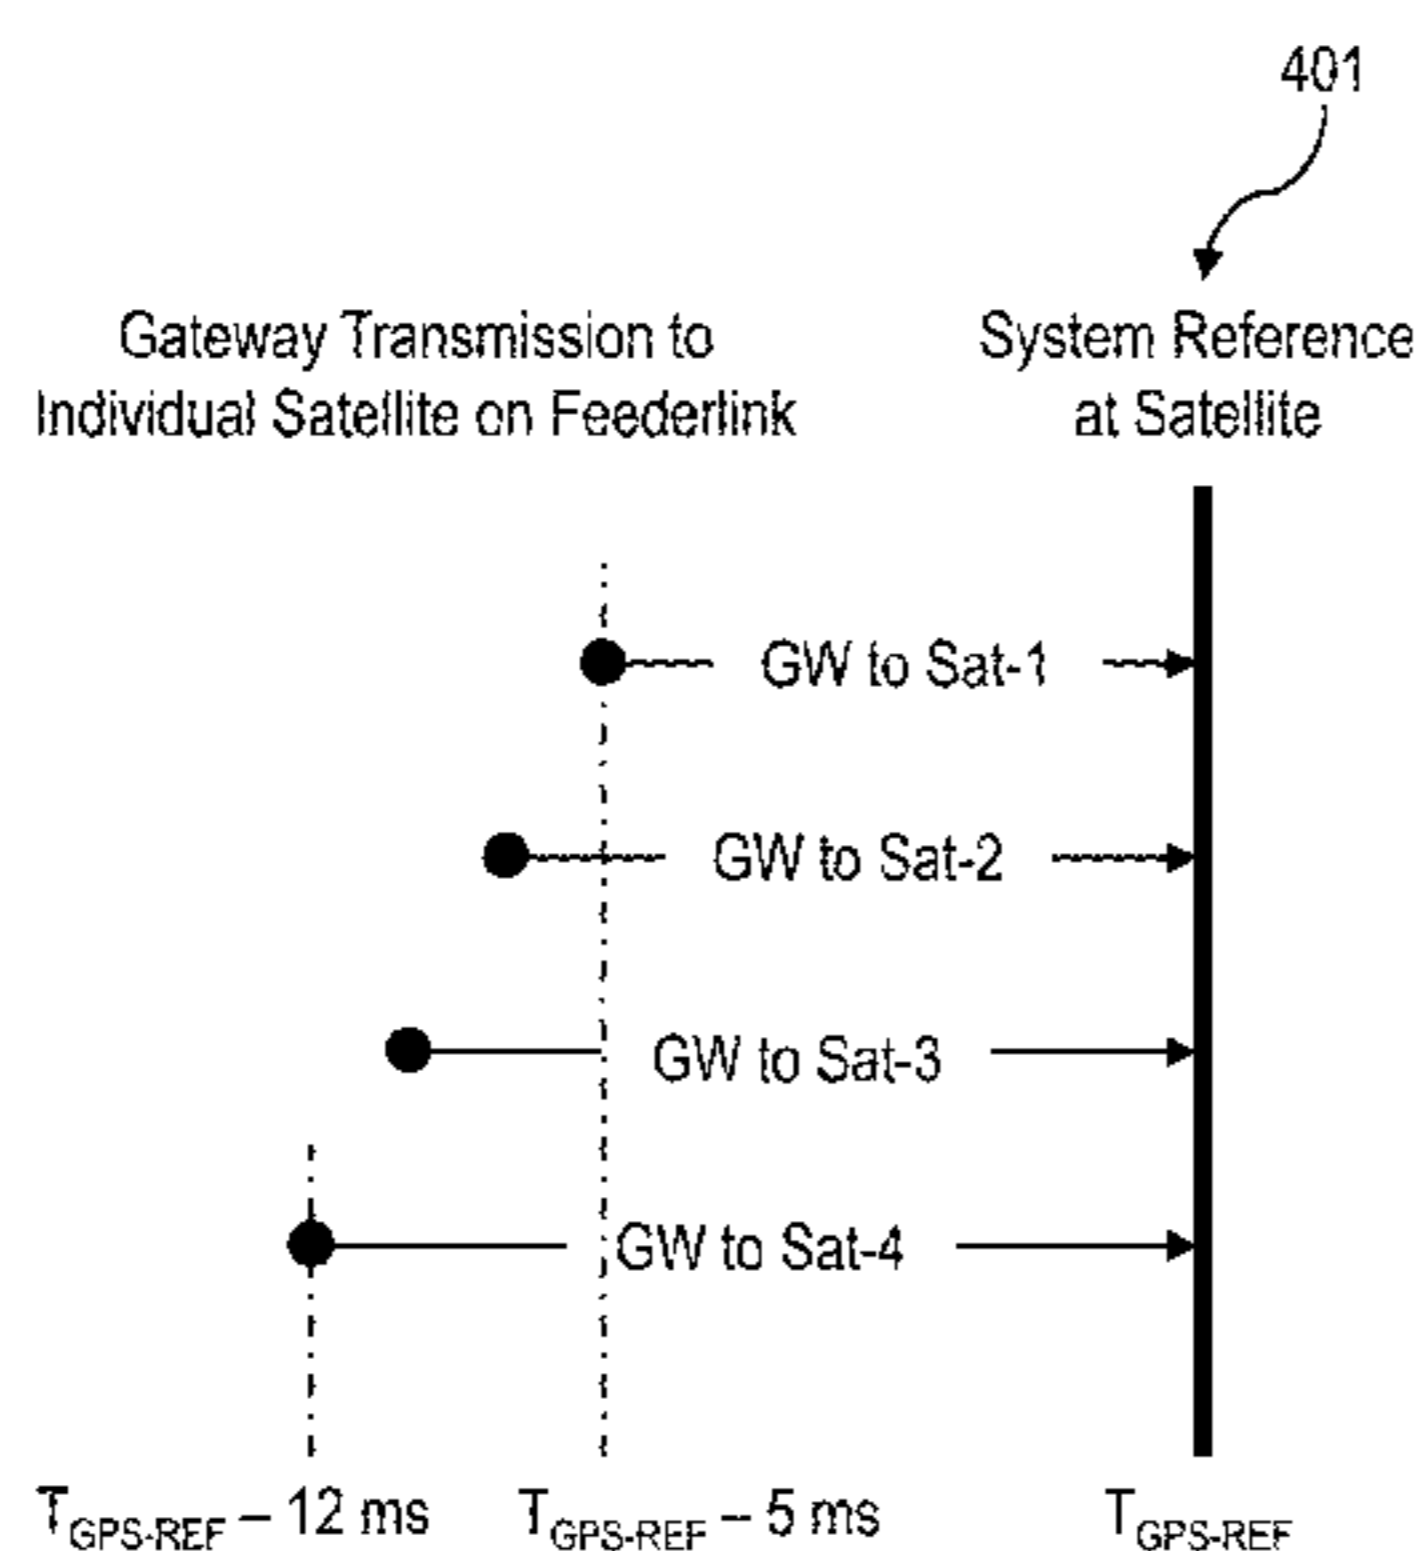 401
Gateway Transmission to
Individual Satellite on Feederlink
System Reference
at Satellite
GW to Sat-1
GW to Sat-2
GW to Sat-3
GW to Sat-4
TGPS-REF – 12 ms
TGPS-REF – 5 ms
TGPS-REF